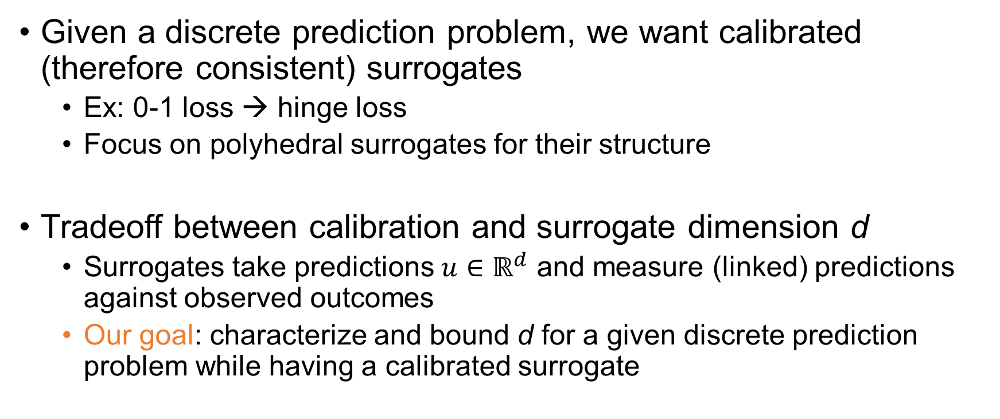 • Given a discrete prediction problem, we want calibrated
(therefore consistent) surrogates
• Ex: 0-1 loss → hinge loss
• Focus on polyhedral surrogates for their structure
• Tradeoff between calibration and surrogate dimension d
• Surrogates take predictions u ∈ ℝ^d and measure (linked) predictions
against observed outcomes
• Our goal: characterize and bound d for a given discrete prediction
problem while having a calibrated surrogate